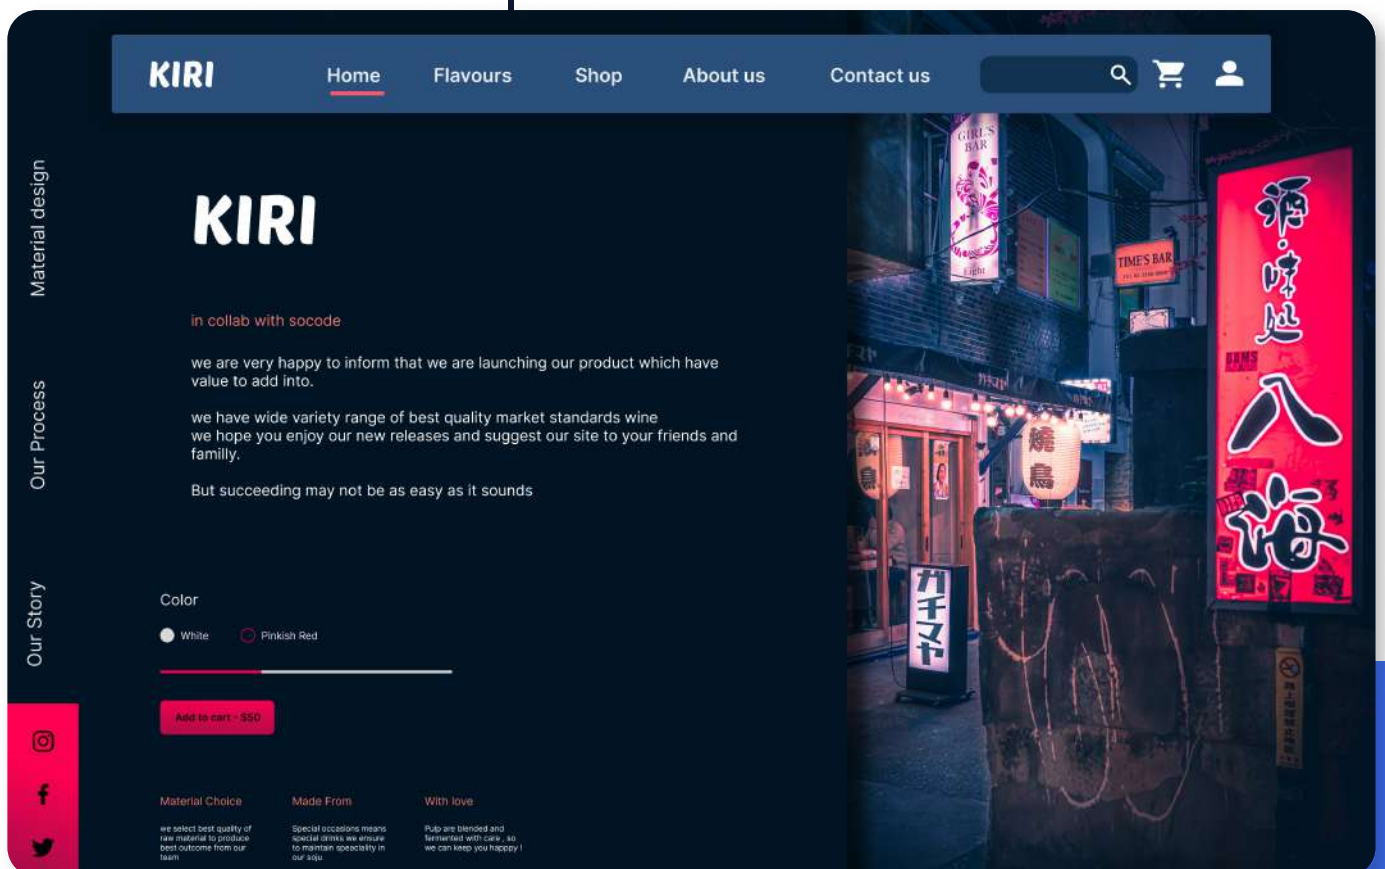 KIRI
Home
Flavours
Shop
About us
Contact us
Material design
Our Process
Our Story
KIRI
in collab with socode
we are very happy to inform that we are launching our product which have
value to add into.
we have wide variety range of best quality market standards wine
we hope you enjoy our new releases and suggest our site to your friends and
familly.
But succeeding may not be as easy as it sounds
Color
White
Pinkish Red
Add to cart - $50
Material Choice
we select best quality of
raw material to produce
best outcome from our
team
Made From
Special occasions means
special drinks we ensure
to maintain speaciality in
our soju
With love
Pulp are blended and
fermented with care , so
we can keep you happpy !
GIRL'S
BAR
Light
TIME'S BAR
酒・味処
八海
焼鳥
鳥
ガチマヤ